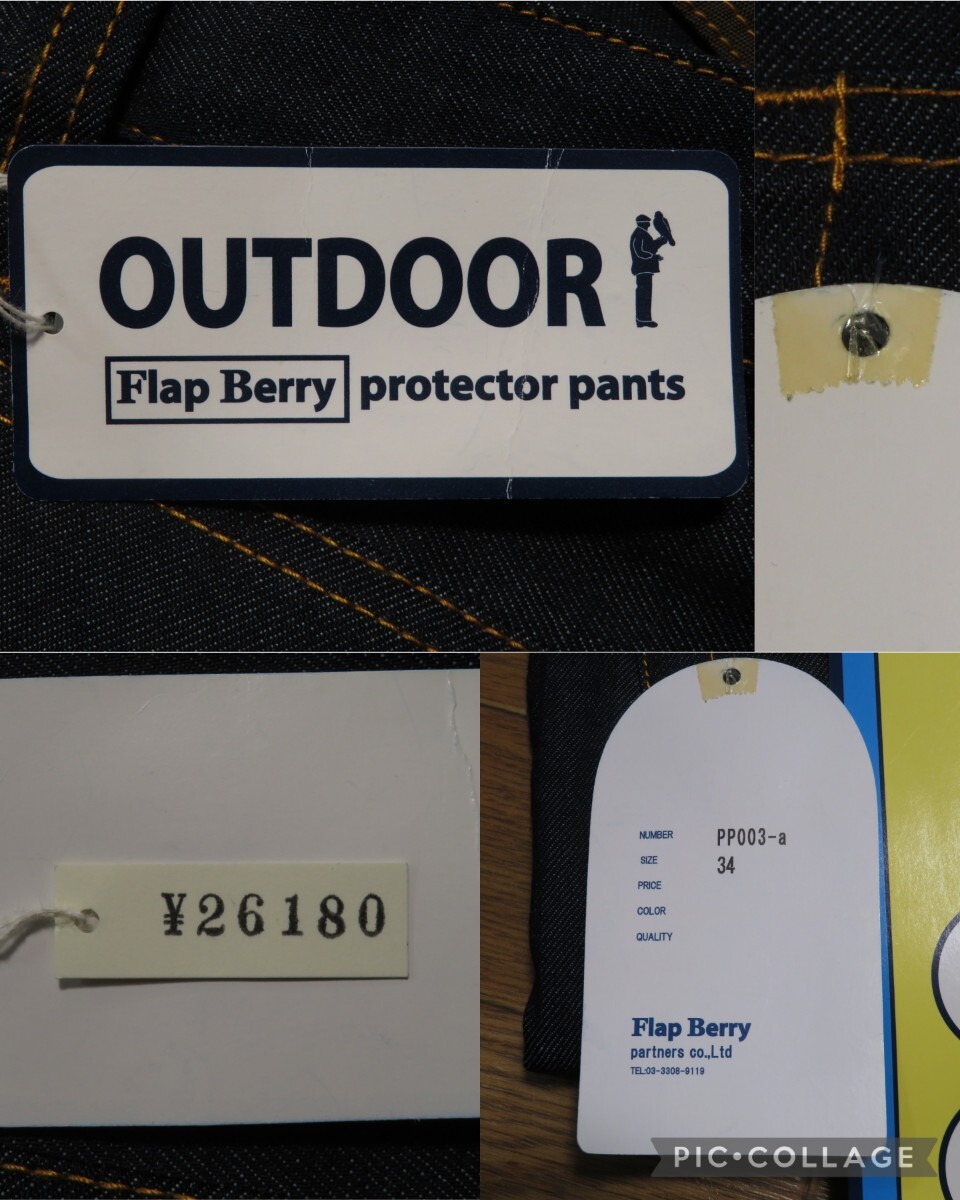 OUTDOOR
Flap Berry protector pants
¥26180
NUMBER PP003-a
SIZE 34
PRICE
COLOR
QUALITY
Flap Berry
partners co.,Ltd
TEL:03-3308-9119
PIC•COLLAGE